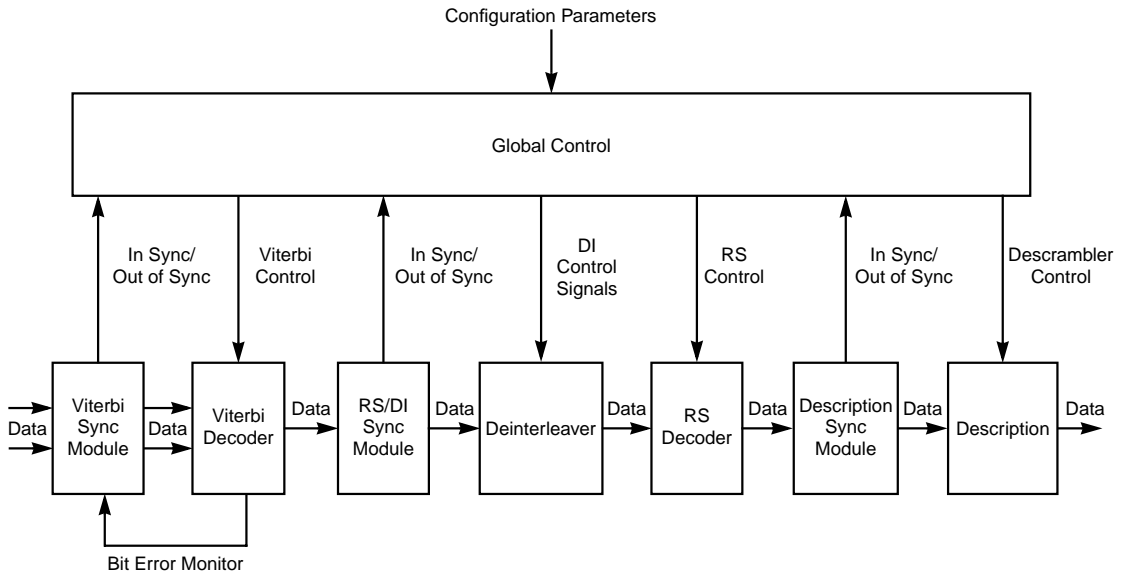 Configuration Parameters
Global Control
In Sync/
Out of Sync
Viterbi
Control
In Sync/
Out of Sync
DI
Control
Signals
RS
Control
In Sync/
Out of Sync
Descrambler
Control
Data
Viterbi
Sync
Module
Data
Viterbi
Decoder
Data
RS/DI
Sync
Module
Data
Deinterleaver
Data
RS
Decoder
Data
Description
Sync
Module
Data
Description
Data
Bit Error Monitor